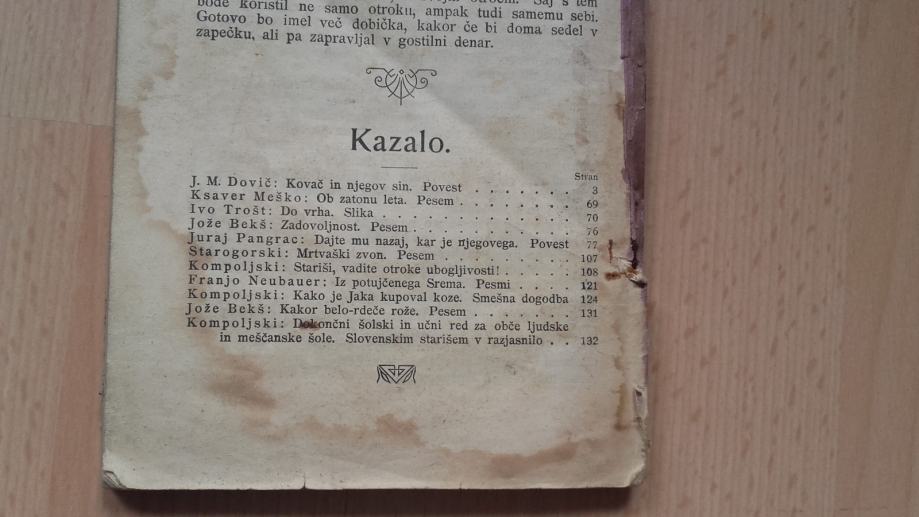 bode koristil ne samo otroku, ampak tudi samemu sebi.
Gotovo bo imel več dobička, kakor če bi doma sedel v
zapečku, ali pa zapravljal v gostilni denar.
Kazalo.
Stran
J. M. Dovič: Kovač in njegov sin. Povest . . . . . . . 3
Ksaver Meško: Ob zatonu leta. Pesem . . . . . . . . 69
Ivo Trošt: Do vrha. Slika . . . . . . . . . . . . 70
Jože Bekš: Zadovoljnost. Pesem . . . . . . . . . . 76
Juraj Pangrac: Dajte mu nazaj, kar je njegovega. Povest 77
Starogorski: Mrtvaški zvon. Pesem . . . . . . . . 107
Kompoljski: Stariši, vadite otroke ubogljivosti! . . . . 108
Franjo Neubauer: Iz potujčenega Srema. Pesmi . . . . 121
Kompoljski: Kako je Jaka kupoval koze. Smešna dogodba 124
Jože Bekš: Kakor belo-rdeče rože. Pesem . . . . . . 131
Kompoljski: Dokončni šolski in učni red za obče ljudske
in meščanske šole. Slovenskim starišem v razjasnilo . . 132